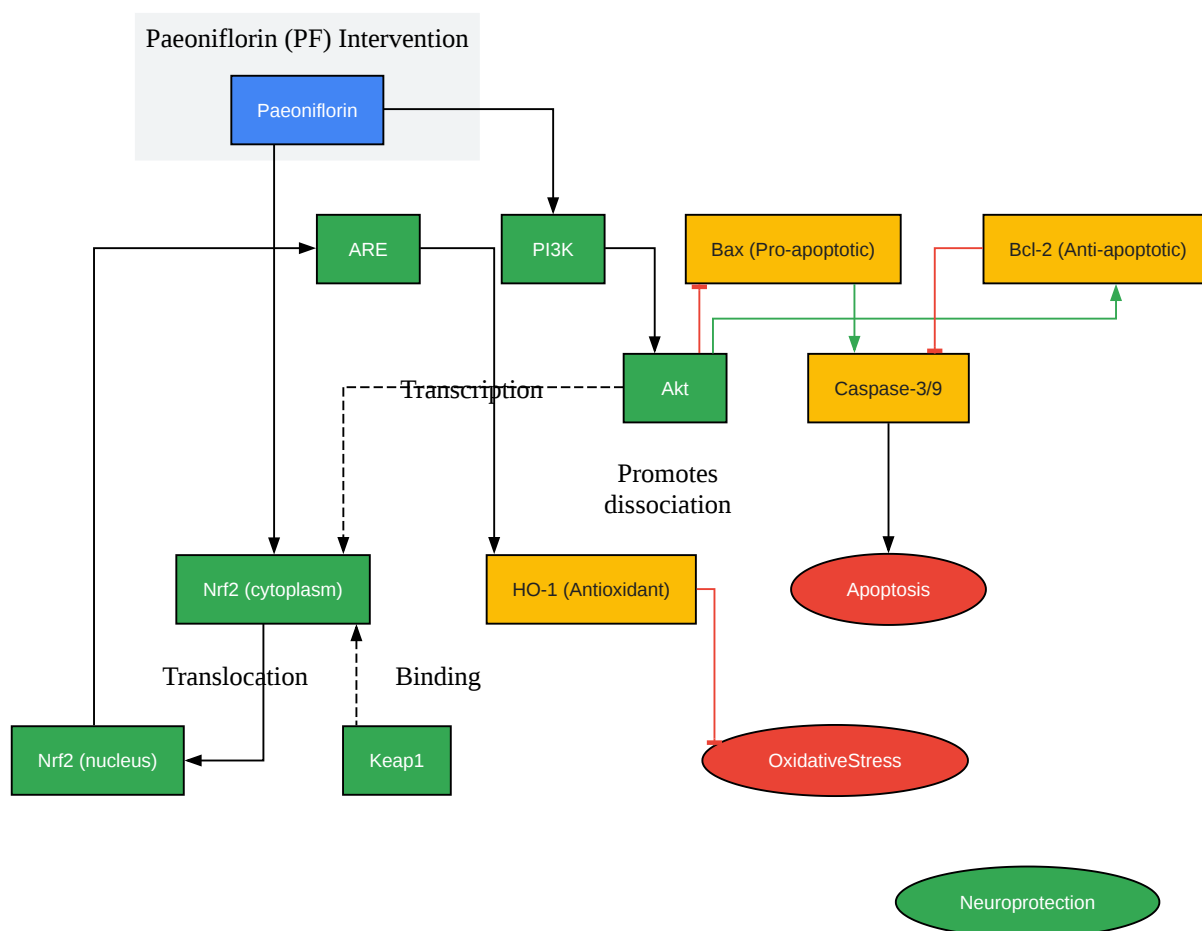 Paeoniflorin (PF) Intervention
Paeoniflorin
ARE
PI3K
Bax (Pro-apoptotic)
Bcl-2 (Anti-apoptotic)
Transcription
Akt
Caspase-3/9
Promotes
dissociation
Nrf2 (cytoplasm)
HO-1 (Antioxidant)
Apoptosis
Translocation
Binding
Nrf2 (nucleus)
Keap1
OxidativeStress
Neuroprotection